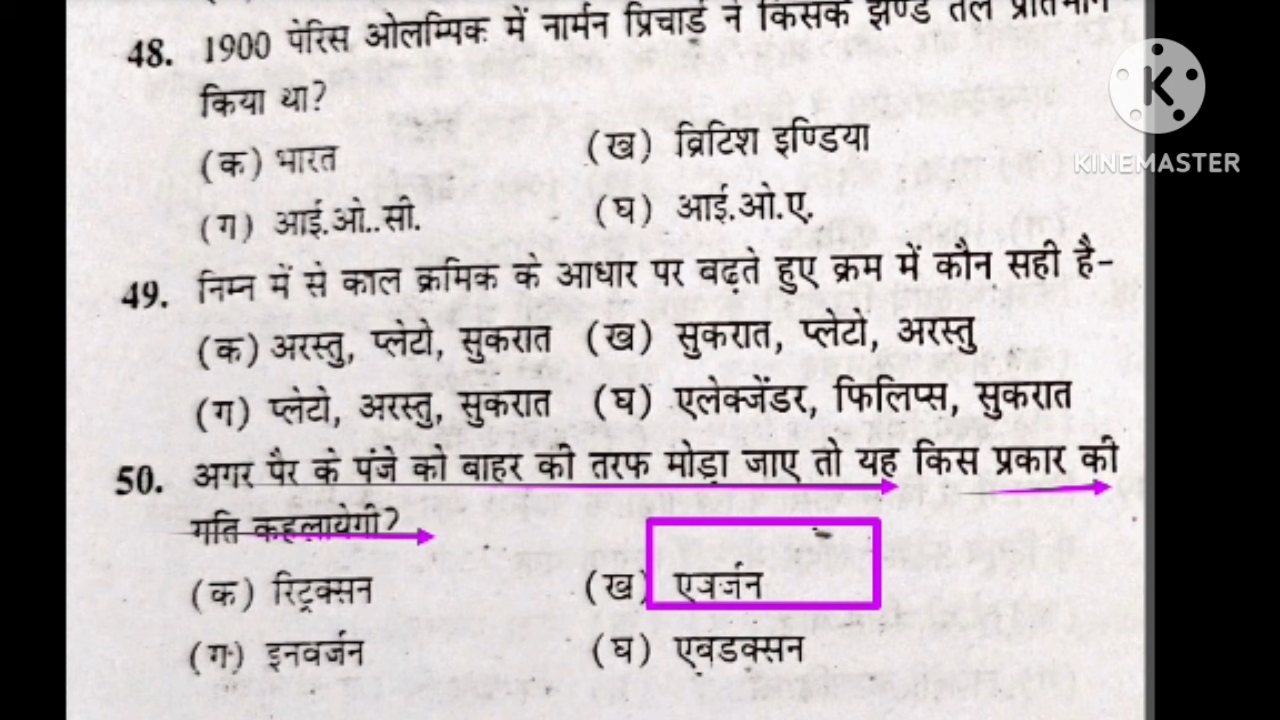 48. 1900 पेरिस ओलम्पिक में नार्मन प्रिचार्ड ने किसके झण्डे तले प्रतिभाग
किया था?
(क) भारत (ख) ब्रिटिश इण्डिया
(ग) आई.ओ..सी. (घ) आई.ओ.ए.
49. निम्न में से काल क्रमिक के आधार पर बढ़ते हुए क्रम में कौन सही है-
(क) अरस्तु, प्लेटो, सुकरात (ख) सुकरात, प्लेटो, अरस्तु
(ग) प्लेटो, अरस्तु, सुकरात (घ) एलेक्जेंडर, फिलिप्स, सुकरात
50. अगर पैर के पंजे को बाहर की तरफ मोड़ा जाए तो यह किस प्रकार की
गति कहलायेगी?
(क) रिट्रक्सन (ख) एवर्जन
(ग) इनवर्जन (घ) एबडक्सन
K
KINEMASTER